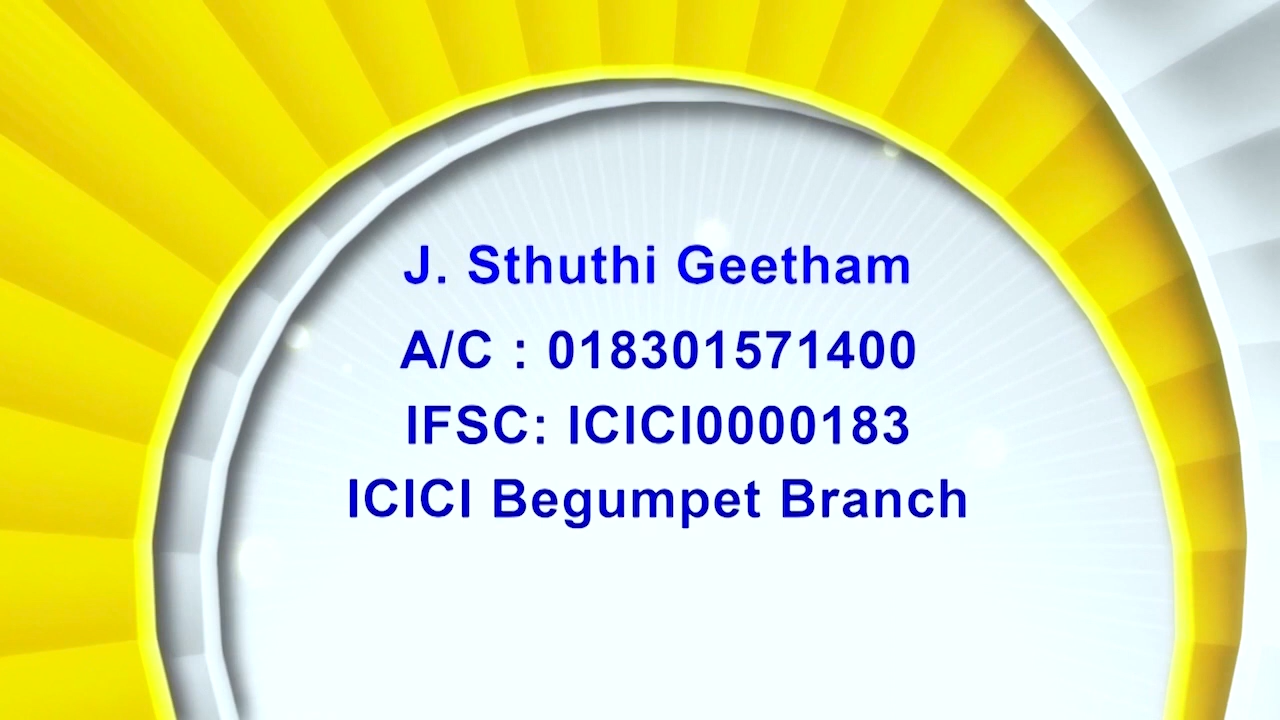 J. Sthuthi Geetham
A/C : 018301571400
IFSC: ICICI0000183
ICICI Begumpet Branch